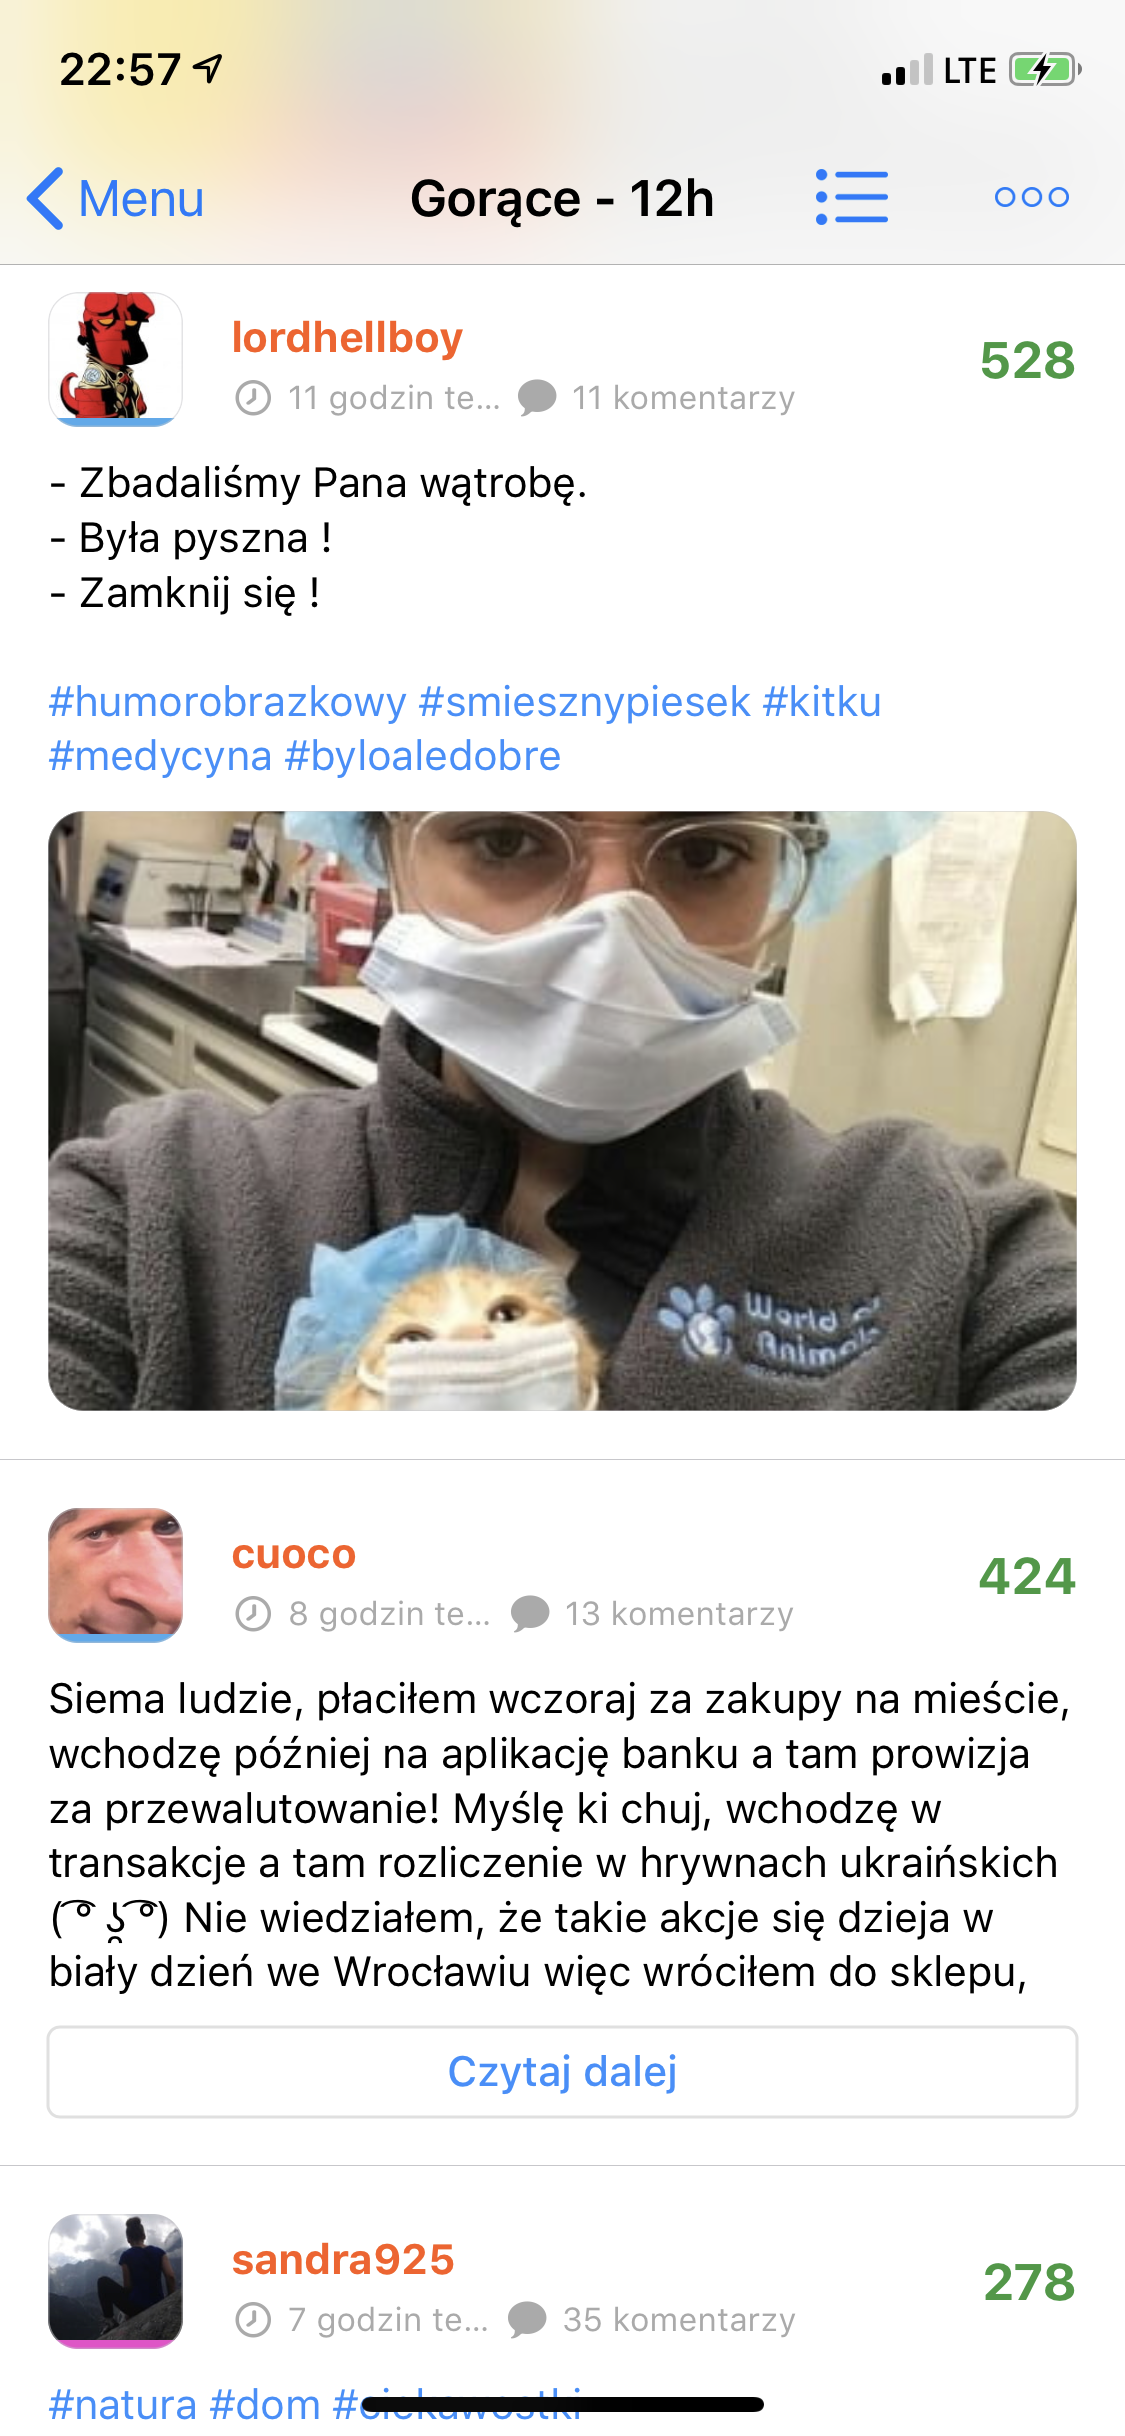 22:57 LTE
Menu Gorące - 12h
lordhellboy 528
11 godzin te... 11 komentarzy
- Zbadaliśmy Pana wątrobę.
- Była pyszna !
- Zamknij się !
#humorobrazkowy #smiesznypiesek #kitku
#medycyna #byloaledobre
World of
Animals
cuoco 424
8 godzin te... 13 komentarzy
Siema ludzie, płaciłem wczoraj za zakupy na mieście,
wchodzę później na aplikację banku a tam prowizja
za przewalutowanie! Myślę ki chuj, wchodzę w
transakcje a tam rozliczenie w hrywnach ukraińskich
( ͡° ʖ̯ ͡°) Nie wiedziałem, że takie akcje się dzieja w
biały dzień we Wrocławiu więc wróciłem do sklepu,
Czytaj dalej
sandra925 278
7 godzin te... 35 komentarzy
#natura #dom #ciekawostki